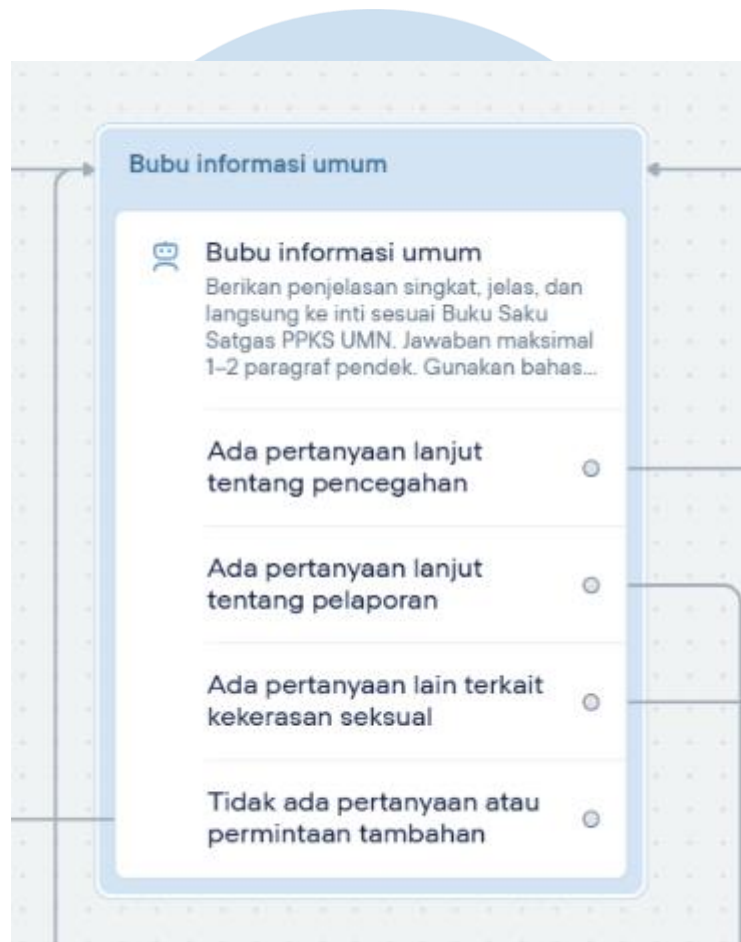 Bubu informasi umum
Bubu informasi umum
Berikan penjelasan singkat, jelas, dan
langsung ke inti sesuai Buku Saku
Satgas PPKS UMN. Jawaban maksimal
1–2 paragraf pendek. Gunakan bahas...
Ada pertanyaan lanjut
tentang pencegahan
Ada pertanyaan lanjut
tentang pelaporan
Ada pertanyaan lain terkait
kekerasan seksual
Tidak ada pertanyaan atau
permintaan tambahan